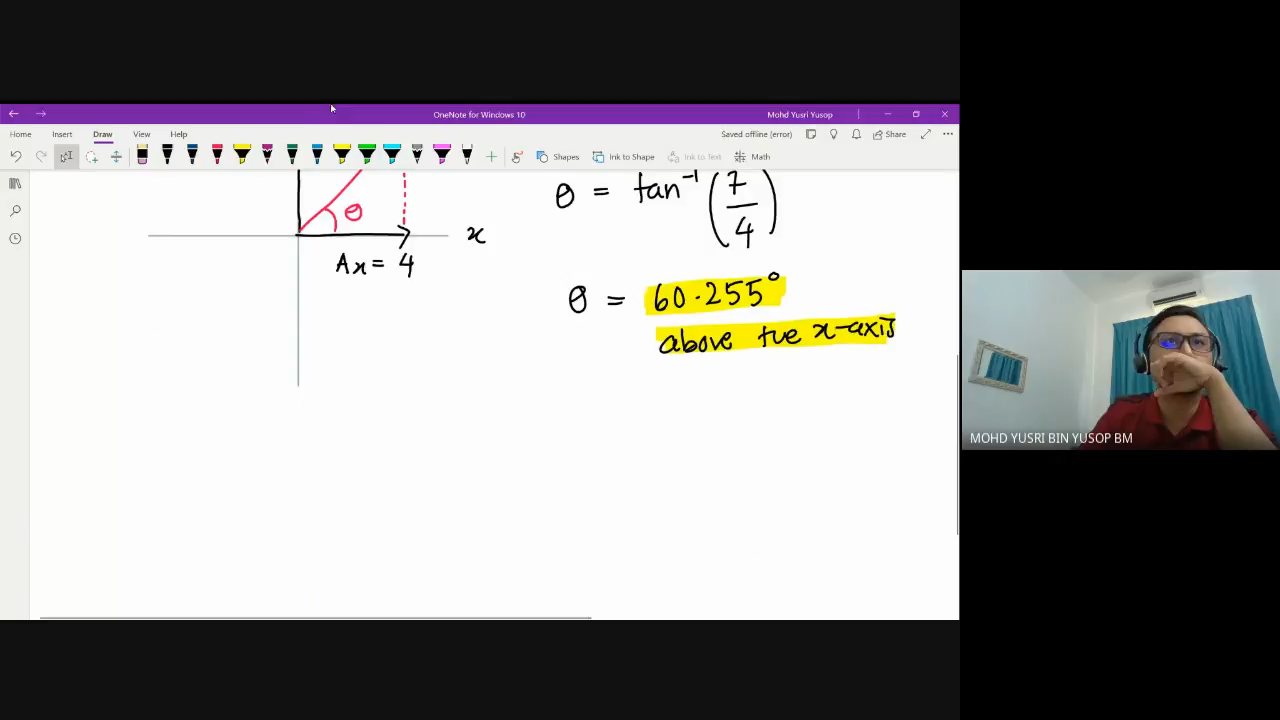 OneNote for Windows 10
Mohd Yusri Yusop
Home Insert Draw View Help
Saved offline (error)
Share
Shapes
Ink to Shape
Ink to Text
Math
θ = tan⁻¹ (7/4)
θ
x
Ax = 4
θ = 60.255°
above tve x-axis
MOHD YUSRI BIN YUSOP BM